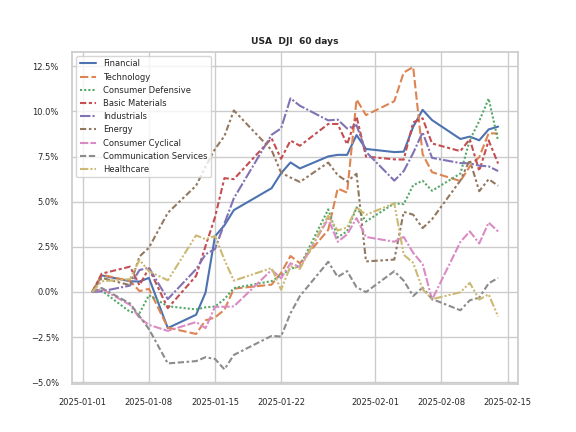 USA  DJI  60 days
12.5%
10.0%
7.5%
5.0%
2.5%
0.0%
−2.5%
−5.0%
Financial
Technology
Consumer Defensive
Basic Materials
Industrials
Energy
Consumer Cyclical
Communication Services
Healthcare
2025-01-01
2025-01-08
2025-01-15
2025-01-22
2025-02-01
2025-02-08
2025-02-15